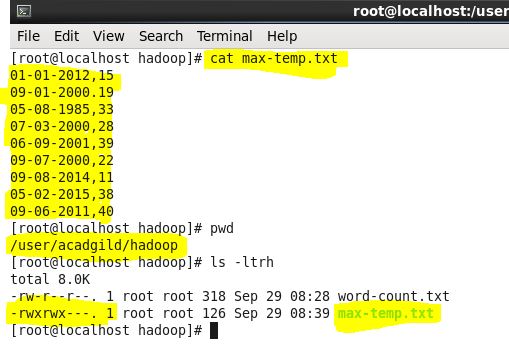 root@localhost:/user
File Edit View Search Terminal Help
[root@localhost hadoop]# cat max-temp.txt
01-01-2012,15
09-01-2000.19
05-08-1985,33
07-03-2000,28
06-09-2001,39
09-07-2000,22
09-08-2014,11
05-02-2015,38
09-06-2011,40
[root@localhost hadoop]# pwd
/user/acadgild/hadoop
[root@localhost hadoop]# ls -ltrh
total 8.0K
-rw-r--r--. 1 root root 318 Sep 29 08:28 word-count.txt
-rwxrwx---. 1 root root 126 Sep 29 08:39 max-temp.txt
[root@localhost hadoop]#